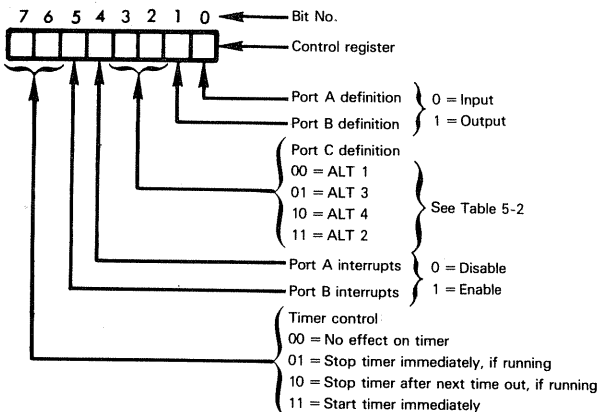 7 6 5 4 3 2 1 0 Bit No.
Control register
Port A definition
Port B definition
0 = Input
1 = Output
Port C definition
00 = ALT 1
01 = ALT 3
10 = ALT 4
11 = ALT 2
See Table 5-2
Port A interrupts
Port B interrupts
0 = Disable
1 = Enable
Timer control
00 = No effect on timer
01 = Stop timer immediately, if running
10 = Stop timer after next time out, if running
11 = Start timer immediately